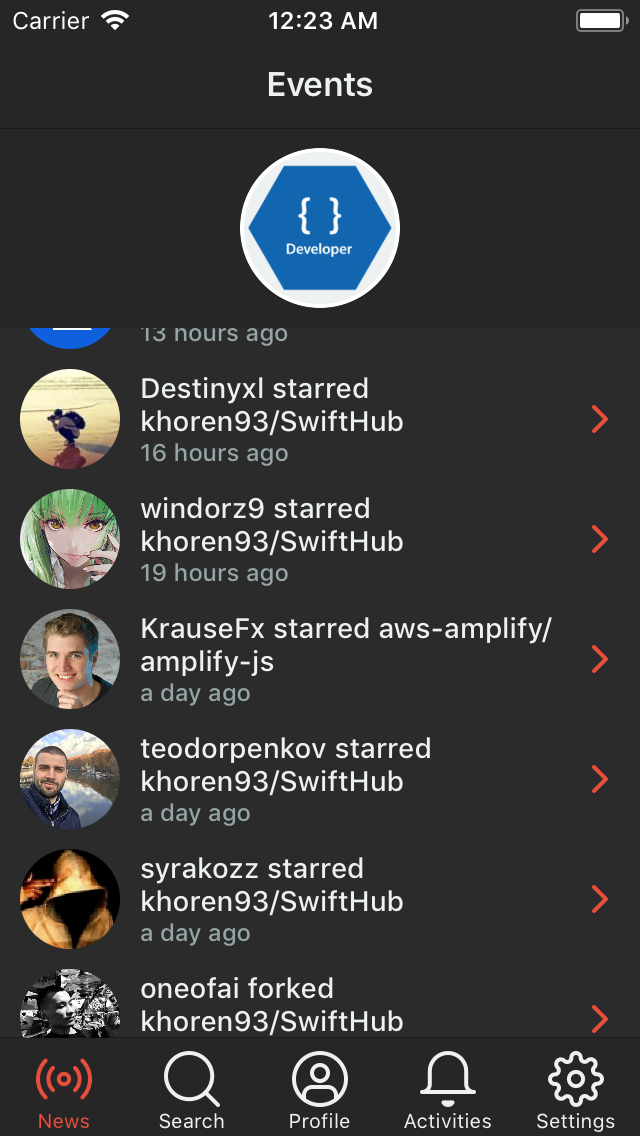 Carrier 12:23 AM
Events
{ }
Developer
13 hours ago
Destinyxl starred
khoren93/SwiftHub
16 hours ago
windorz9 starred
khoren93/SwiftHub
19 hours ago
KrauseFx starred aws-amplify/
amplify-js
a day ago
teodorpenkov starred
khoren93/SwiftHub
a day ago
syrakozz starred
khoren93/SwiftHub
a day ago
oneofai forked
khoren93/SwiftHub
News Search Profile Activities Settings